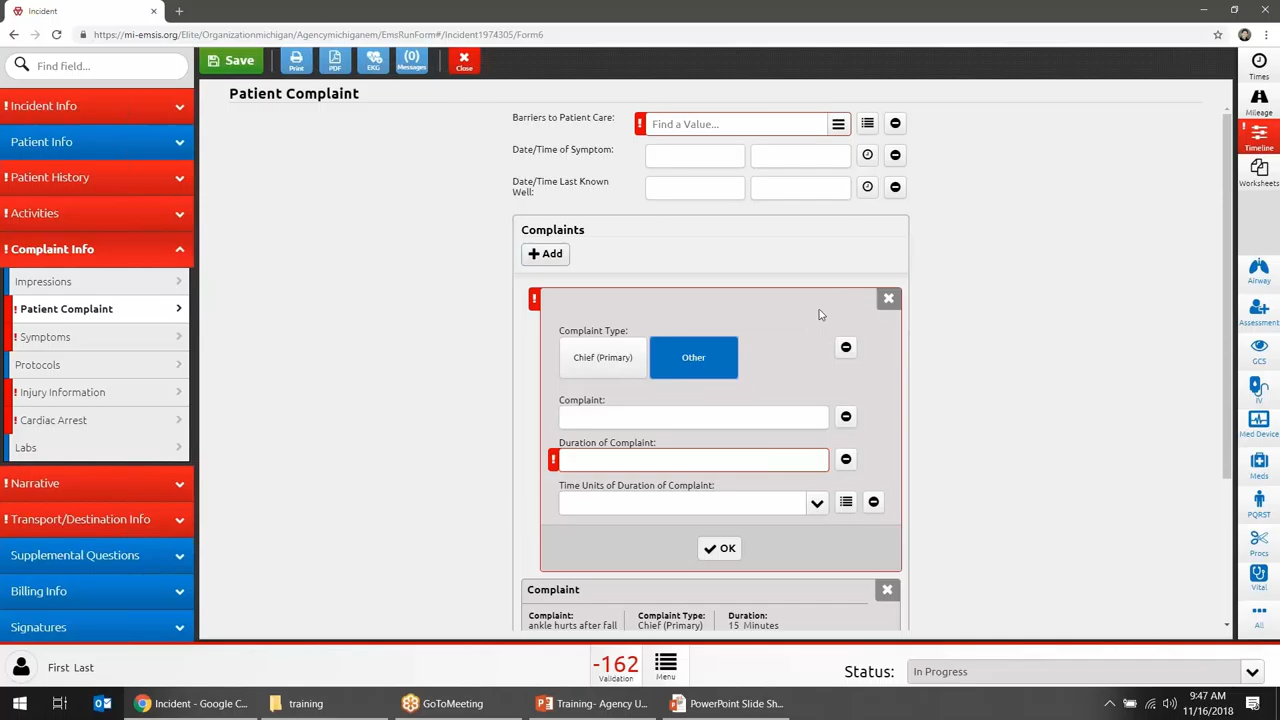 Incident
https://mi-emsis.org/Elite/Organizationmichigan/Agencymichiganem/EmsRunForm#/Incident1974305/Form6
Find field...
Save
Print
PDF
EKG
(0)
Messages
Close
Times
Mileage
Timeline
Worksheets
Airway
Assessment
GCS
IV
Med Device
Meds
PQRST
Procs
Vital
All
! Incident Info
Patient Info
! Patient History
! Activities
! Complaint Info
Impressions
! Patient Complaint
! Symptoms
Protocols
! Injury Information
! Cardiac Arrest
Labs
! Narrative
! Transport/Destination Info
Supplemental Questions
Billing Info
Signatures
Patient Complaint
Barriers to Patient Care:
! Find a Value...
Date/Time of Symptom:
Date/Time Last Known
Well:
Complaints
Add
!
Complaint Type:
Chief (Primary)
Other
Complaint:
Duration of Complaint:
!
Time Units of Duration of Complaint:
OK
Complaint
Complaint: Complaint Type: Duration:
ankle hurts after fall Chief (Primary) 15 Minutes
First Last
-162
Validation
Menu
Status: In Progress
Incident - Google C...
training
GoToMeeting
Training- Agency U...
PowerPoint Slide Sh...
9:47 AM
11/16/2018